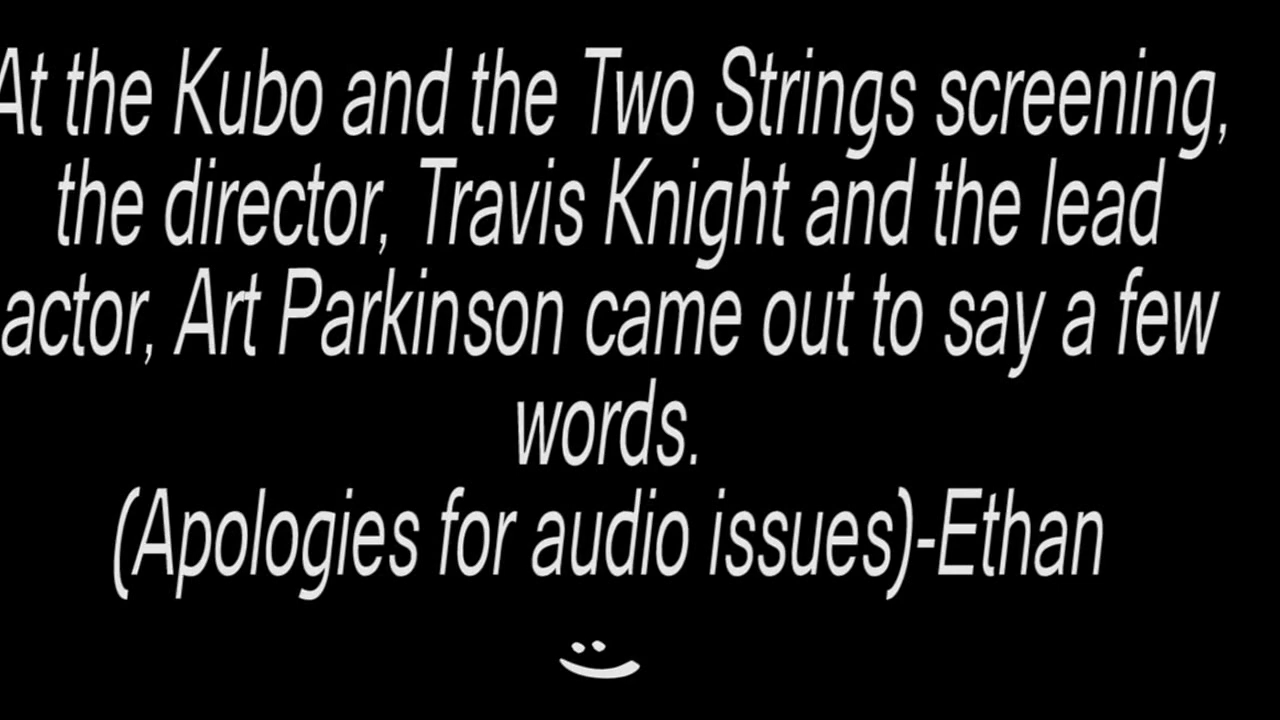 At the Kubo and the Two Strings screening,
the director, Travis Knight and the lead
actor, Art Parkinson came out to say a few
words.
(Apologies for audio issues)-Ethan